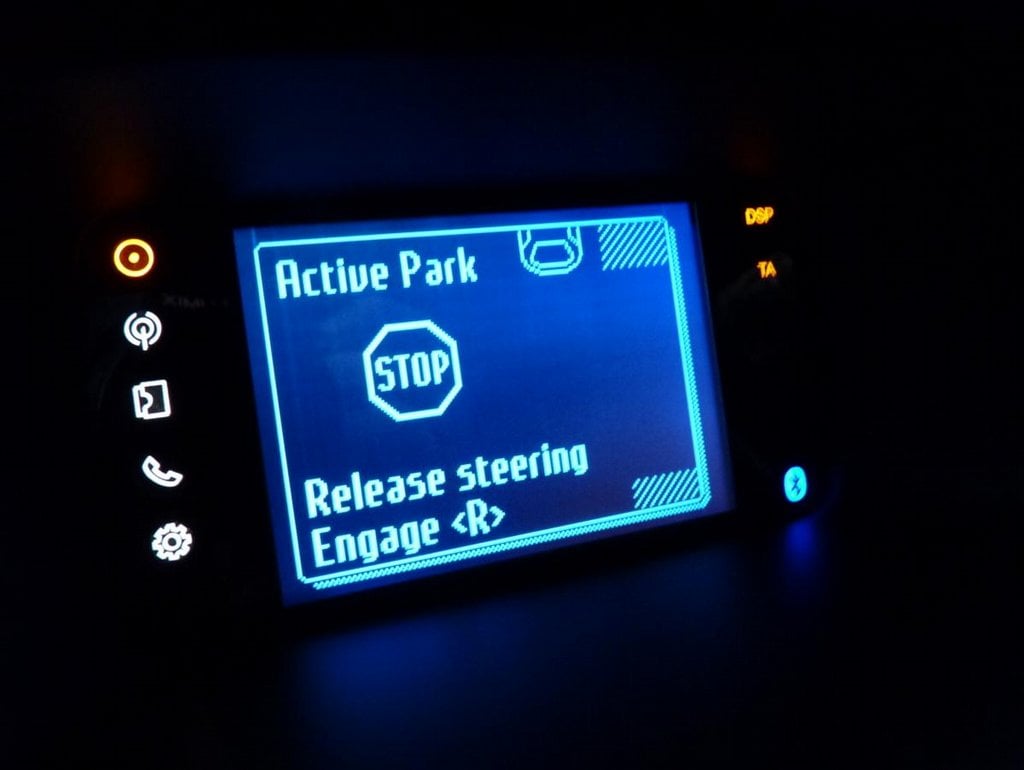 Active Park
STOP
Release steering
Engage <R>
DSP
TA